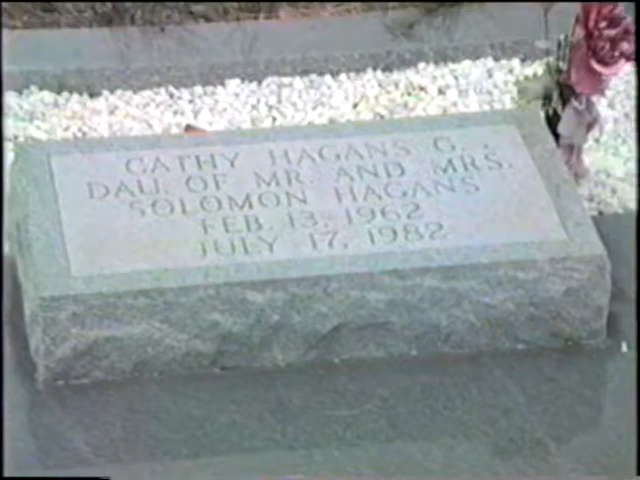 CATHY HAGANS G.
DAU. OF MR. AND MRS.
SOLOMON HAGANS
FEB. 13, 1962
JULY 17, 1982